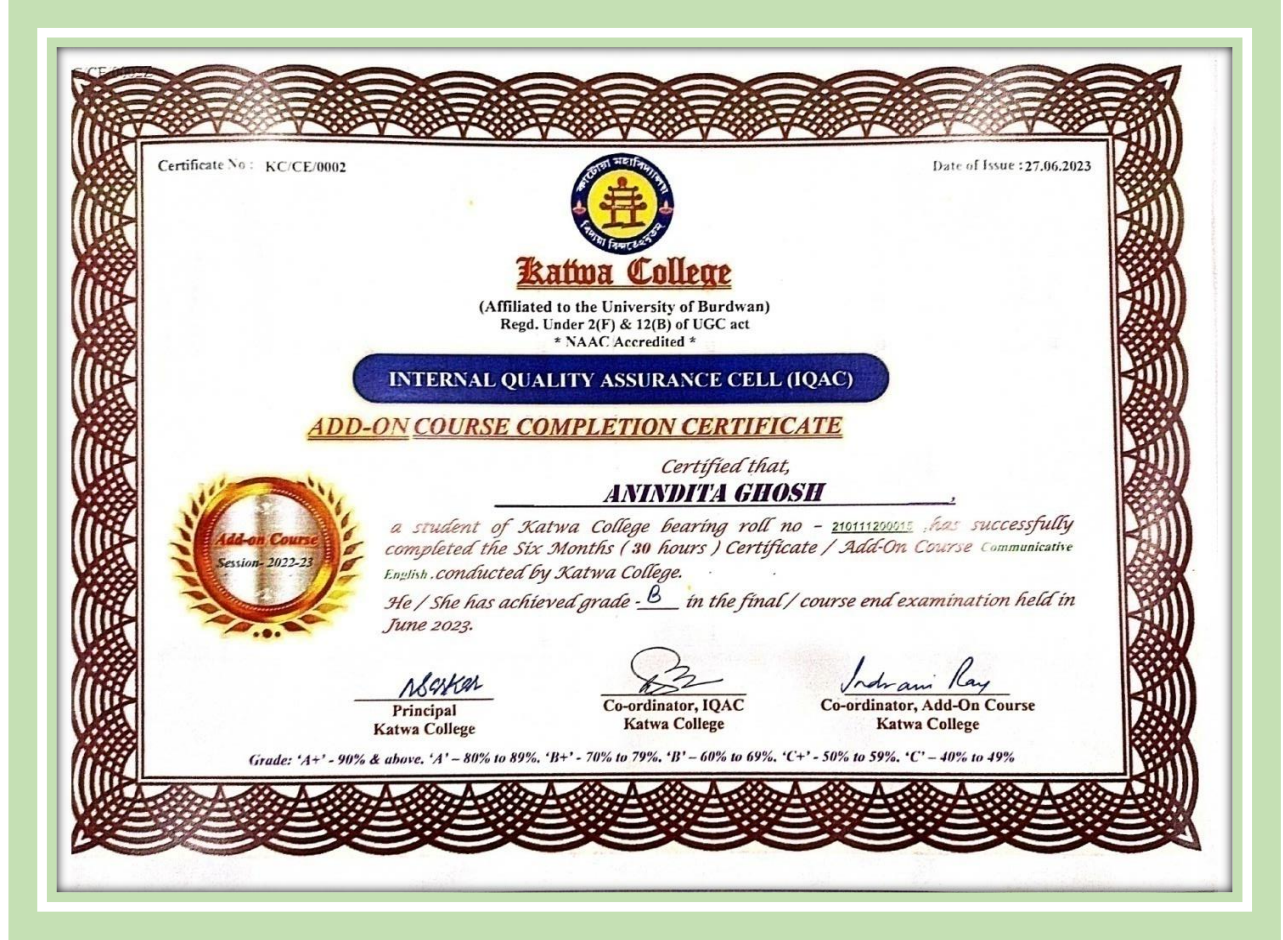 Certificate No : KC/CE/0002
Date of Issue : 27.06.2023
কাটোয়া মহাবিদ্যালয়
Katwa College
(Affiliated to the University of Burdwan)
Regd. Under 2(F) & 12(B) of UGC act
* NAAC Accredited *
INTERNAL QUALITY ASSURANCE CELL (IQAC)
ADD-ON COURSE COMPLETION CERTIFICATE
Certified that,
ANINDITA GHOSH,
Add-on Course
Session- 2022-23
a student of Katwa College bearing roll no - has successfully
completed the Six Months ( 30 hours ) Certificate / Add-On Course Communicative
English .conducted by Katwa College.
He / She has achieved grade - B in the final / course end examination held in
June 2023.
Indrani Ray
Principal
Katwa College
Co-ordinator, IQAC
Katwa College
Co-ordinator, Add-On Course
Katwa College
Grade: 'A+' - 90% & above, 'A' – 80% to 89%, 'B+' - 70% to 79%, 'B' – 60% to 69%, 'C+' - 50% to 59%, 'C' – 40% to 49%